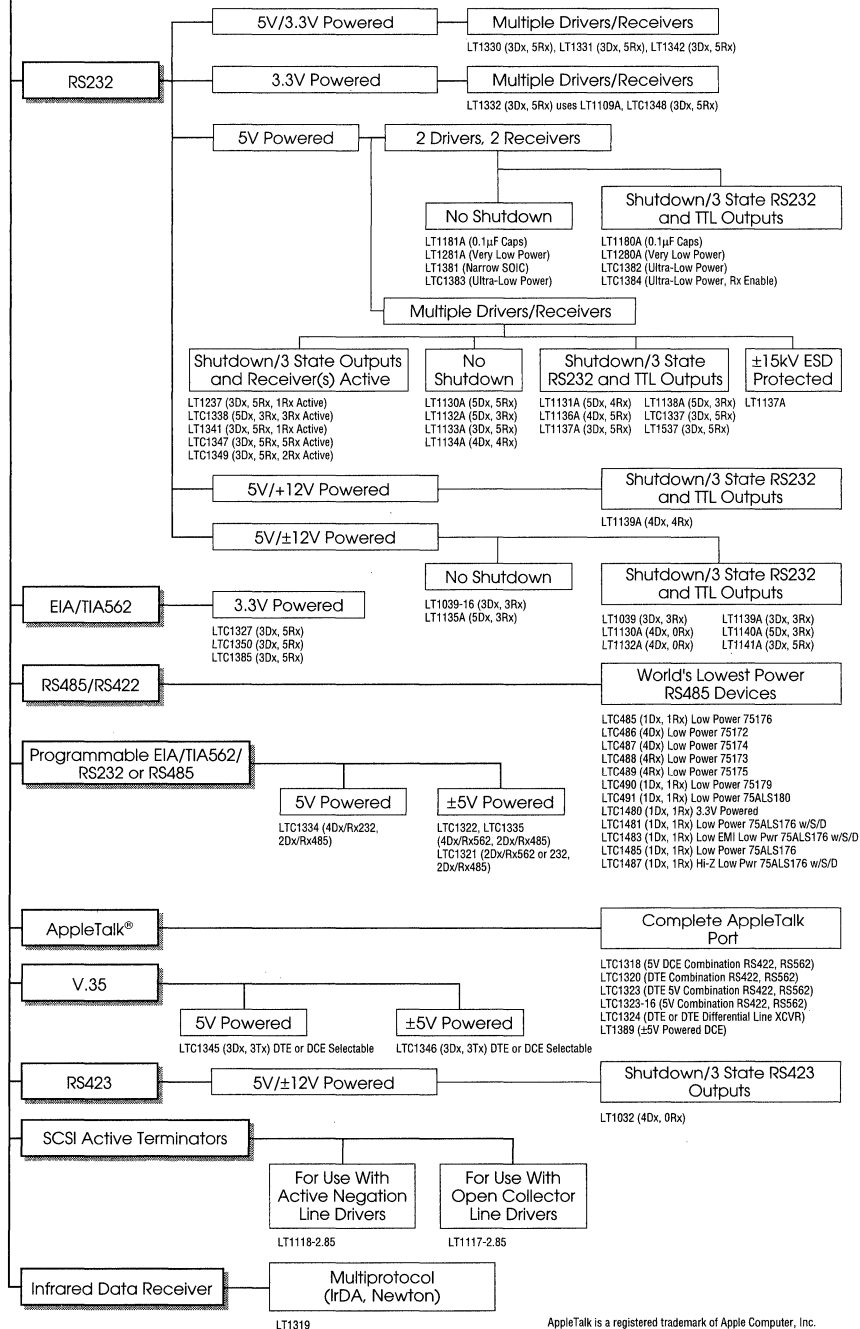 5V/3.3V Powered
Multiple Drivers/Receivers
LT1330 (3Dx, 5Rx), LT1331 (3Dx, 5Rx), LT1342 (3Dx, 5Rx)
RS232
3.3V Powered
Multiple Drivers/Receivers
LT1332 (3Dx, 5Rx) uses LT1109A, LTC1348 (3Dx, 5Rx)
5V Powered
2 Drivers, 2 Receivers
No Shutdown
LT1181A (0.1µF Caps)
LT1281A (Very Low Power)
LT1381 (Narrow SOIC)
LTC1383 (Ultra-Low Power)
Shutdown/3 State RS232
and TTL Outputs
LT1180A (0.1µF Caps)
LT1280A (Very Low Power)
LTC1382 (Ultra-Low Power)
LTC1384 (Ultra-Low Power, Rx Enable)
Multiple Drivers/Receivers
Shutdown/3 State Outputs
and Receiver(s) Active
LT1237 (3Dx, 5Rx, 1Rx Active)
LTC1338 (5Dx, 3Rx, 3Rx Active)
LT1341 (3Dx, 5Rx, 1Rx Active)
LTC1347 (3Dx, 5Rx, 5Rx Active)
LTC1349 (3Dx, 5Rx, 2Rx Active)
No
Shutdown
LT1130A (5Dx, 5Rx)
LT1132A (5Dx, 3Rx)
LT1133A (3Dx, 5Rx)
LT1134A (4Dx, 4Rx)
Shutdown/3 State
RS232 and TTL Outputs
LT1131A (5Dx, 4Rx) LT1138A (5Dx, 3Rx)
LT1136A (4Dx, 5Rx) LTC1337 (3Dx, 5Rx)
LT1137A (3Dx, 5Rx) LT1537 (3Dx, 5Rx)
±15kV ESD
Protected
LT1137A
5V/+12V Powered
Shutdown/3 State RS232
and TTL Outputs
LT1139A (4Dx, 4Rx)
5V/±12V Powered
No Shutdown
LT1039-16 (3Dx, 3Rx)
LT1135A (5Dx, 3Rx)
Shutdown/3 State RS232
and TTL Outputs
LT1039 (3Dx, 3Rx) LT1139A (3Dx, 3Rx)
LT1130A (4Dx, 0Rx) LT1140A (5Dx, 3Rx)
LT1132A (4Dx, 0Rx) LT1141A (3Dx, 5Rx)
EIA/TIA562
3.3V Powered
LTC1327 (3Dx, 5Rx)
LTC1350 (3Dx, 5Rx)
LTC1385 (3Dx, 5Rx)
RS485/RS422
World's Lowest Power
RS485 Devices
LTC485 (1Dx, 1Rx) Low Power 75176
LTC486 (4Dx) Low Power 75172
LTC487 (4Dx) Low Power 75174
LTC488 (4Rx) Low Power 75173
LTC489 (4Rx) Low Power 75175
LTC490 (1Dx, 1Rx) Low Power 75179
LTC491 (1Dx, 1Rx) Low Power 75ALS180
LTC1480 (1Dx, 1Rx) 3.3V Powered
LTC1481 (1Dx, 1Rx) Low Power 75ALS176 w/S/D
LTC1483 (1Dx, 1Rx) Low EMI Low Pwr 75ALS176 w/S/D
LTC1485 (1Dx, 1Rx) Low Power 75ALS176
LTC1487 (1Dx, 1Rx) Hi-Z Low Pwr 75ALS176 w/S/D
Programmable EIA/TIA562/
RS232 or RS485
5V Powered
LTC1334 (4Dx/Rx232,
2Dx/Rx485)
±5V Powered
LTC1322, LTC1335
(4Dx/Rx562, 2Dx/Rx485)
LTC1321 (2Dx/Rx562 or 232,
2Dx/Rx485)
AppleTalk®
Complete AppleTalk
Port
LTC1318 (5V DCE Combination RS422, RS562)
LTC1320 (DTE Combination RS422, RS562)
LTC1323 (DTE 5V Combination RS422, RS562)
LTC1323-16 (5V Combination RS422, RS562)
LTC1324 (DTE or DTE Differential Line XCVR)
LT1389 (±5V Powered DCE)
V.35
5V Powered
LTC1345 (3Dx, 3Tx) DTE or DCE Selectable
±5V Powered
LTC1346 (3Dx, 3Tx) DTE or DCE Selectable
RS423
5V/±12V Powered
Shutdown/3 State RS423
Outputs
LT1032 (4Dx, 0Rx)
SCSI Active Terminators
For Use With
Active Negation
Line Drivers
LT1118-2.85
For Use With
Open Collector
Line Drivers
LT1117-2.85
Infrared Data Receiver
Multiprotocol
(IrDA, Newton)
LT1319
AppleTalk is a registered trademark of Apple Computer, Inc.